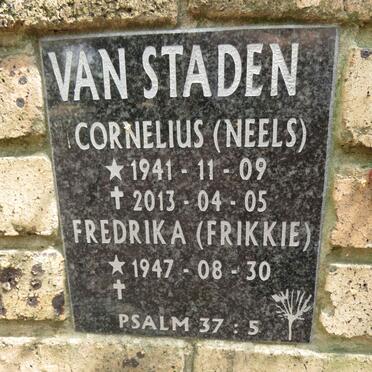 VAN STADEN
CORNELIUS (NEELS)
★ 1941 - 11 - 09
✝ 2013 - 04 - 05
FREDRIKA (FRIKKIE)
★ 1947 - 08 - 30
✝
PSALM 37 : 5